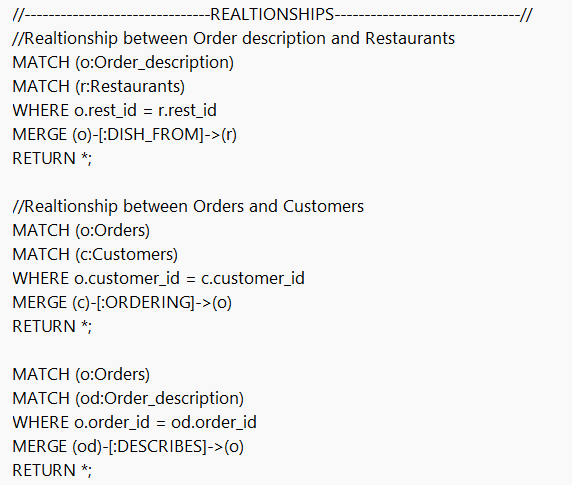 //-------------------------------REALTIONSHIPS-------------------------------//
//Realtionship between Order description and Restaurants
MATCH (o:Order_description)
MATCH (r:Restaurants)
WHERE o.rest_id = r.rest_id
MERGE (o)-[:DISH_FROM]->(r)
RETURN *;
//Realtionship between Orders and Customers
MATCH (o:Orders)
MATCH (c:Customers)
WHERE o.customer_id = c.customer_id
MERGE (c)-[:ORDERING]->(o)
RETURN *;
MATCH (o:Orders)
MATCH (od:Order_description)
WHERE o.order_id = od.order_id
MERGE (od)-[:DESCRIBES]->(o)
RETURN *;